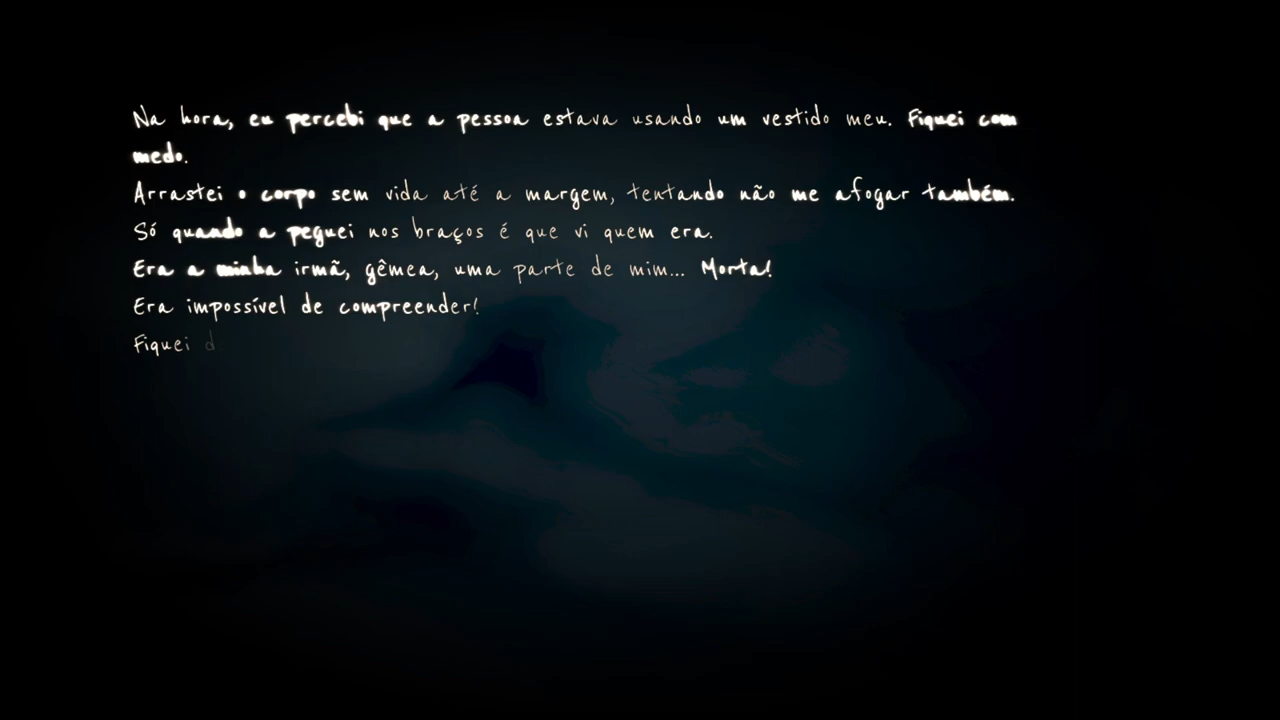 Na hora, eu percebi que a pessoa estava usando um vestido meu. Fiquei com
medo.
Arrastei o corpo sem vida até a margem, tentando não me afogar também.
Só quando a peguei nos braços é que vi quem era.
Era a minha irmã, gêmea, uma parte de mim... Morta!
Era impossível de compreender!
Fiquei d